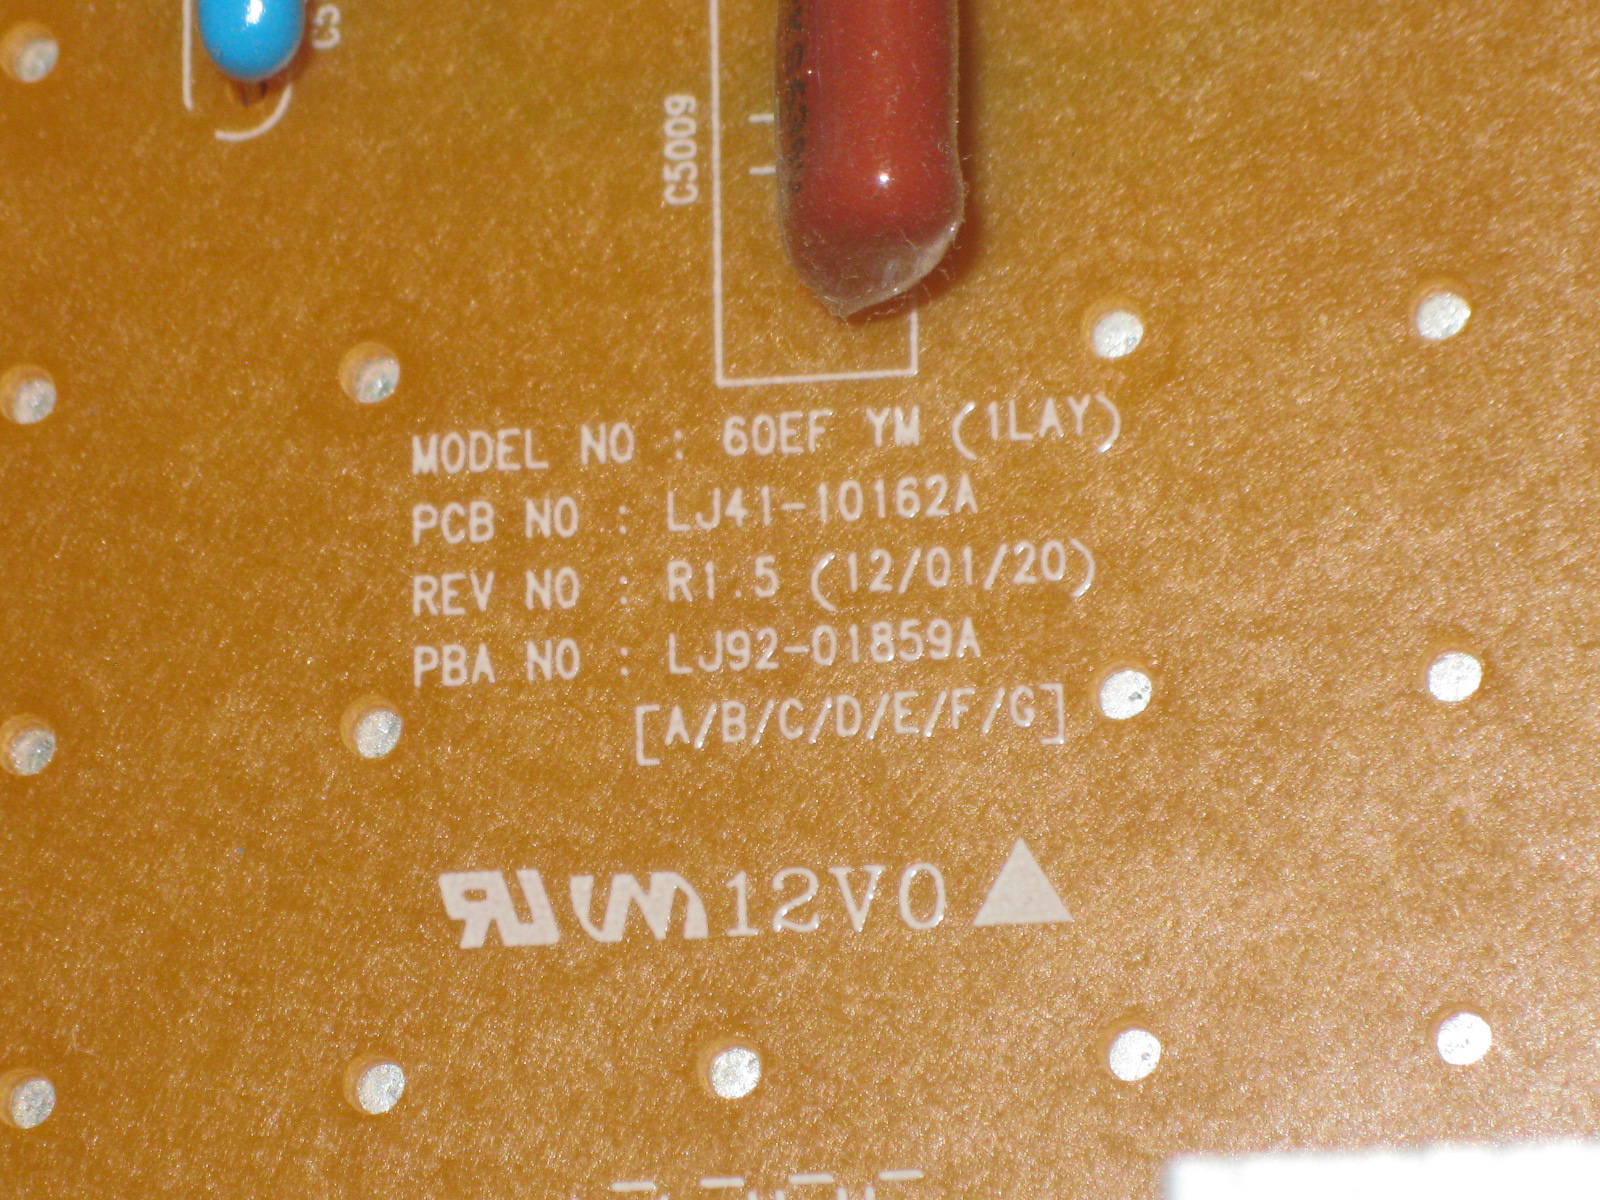 C5009
MODEL NO : 60EF YM (1LAY)
PCB NO : LJ41-10162A
REV NO : R1.5 (12/01/20)
PBA NO : LJ92-01859A
[A/B/C/D/E/F/G]
12V0